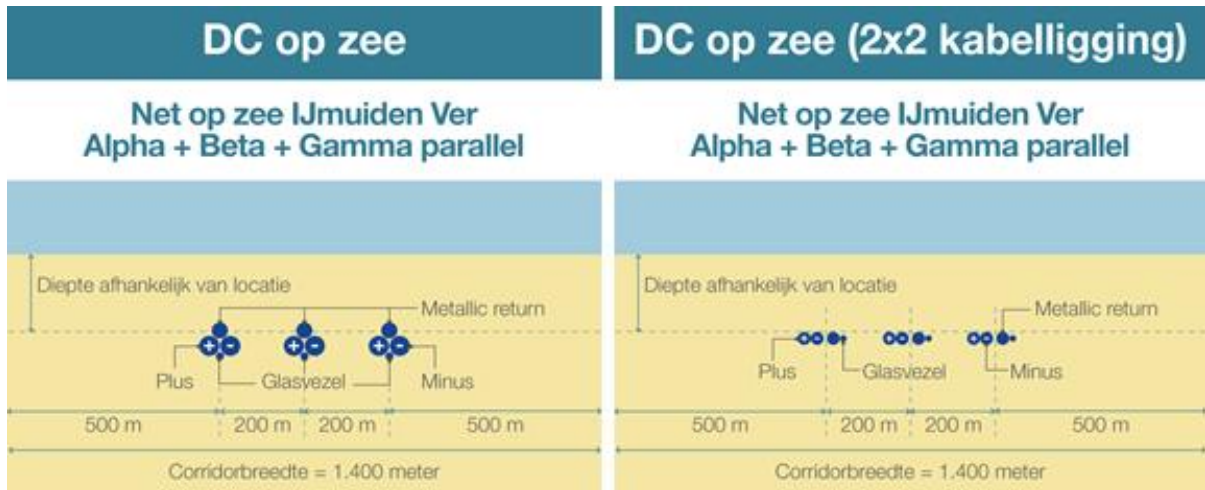 DC op zee
Net op zee IJmuiden Ver
Alpha + Beta + Gamma parallel
Diepte afhankelijk van locatie
Metallic return
+ - + - + -
Plus
Glasvezel
Minus
500 m
200 m
200 m
500 m
Corridorbreedte = 1.400 meter
DC op zee (2x2 kabelligging)
Net op zee IJmuiden Ver
Alpha + Beta + Gamma parallel
Diepte afhankelijk van locatie
Metallic return
Plus
Glasvezel
Minus
500 m
200 m
200 m
500 m
Corridorbreedte = 1.400 meter